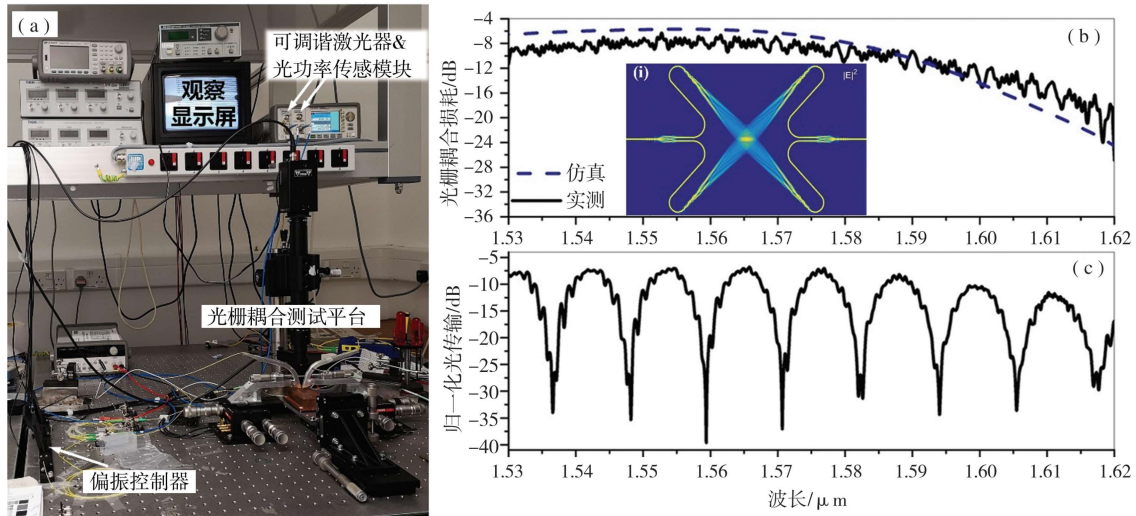 ( a )
可调谐激光器&
光功率传感模块
观察
显示屏
光栅耦合测试平台
偏振控制器
( b )
光栅耦合损耗/dB
-4
-8
-12
-16
-20
-24
-28
-32
-36
(i)
|E|²
仿真
实测
1.53 1.54 1.55 1.56 1.57 1.58 1.59 1.60 1.61 1.62
( c )
归一化光传输/dB
-5
-10
-15
-20
-25
-30
-35
-40
1.53 1.54 1.55 1.56 1.57 1.58 1.59 1.60 1.61 1.62
波长/μm